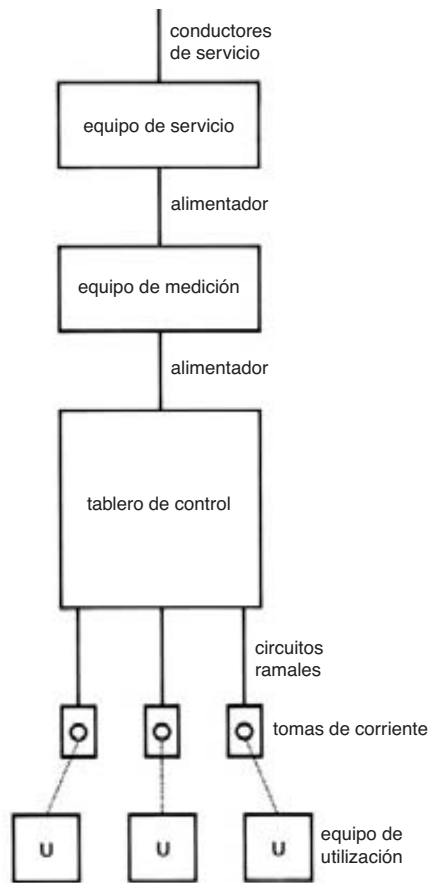 conductores
de servicio
equipo de servicio
alimentador
equipo de medición
alimentador
tablero de control
circuitos
ramales
tomas de corriente
U U U
equipo de
utilización